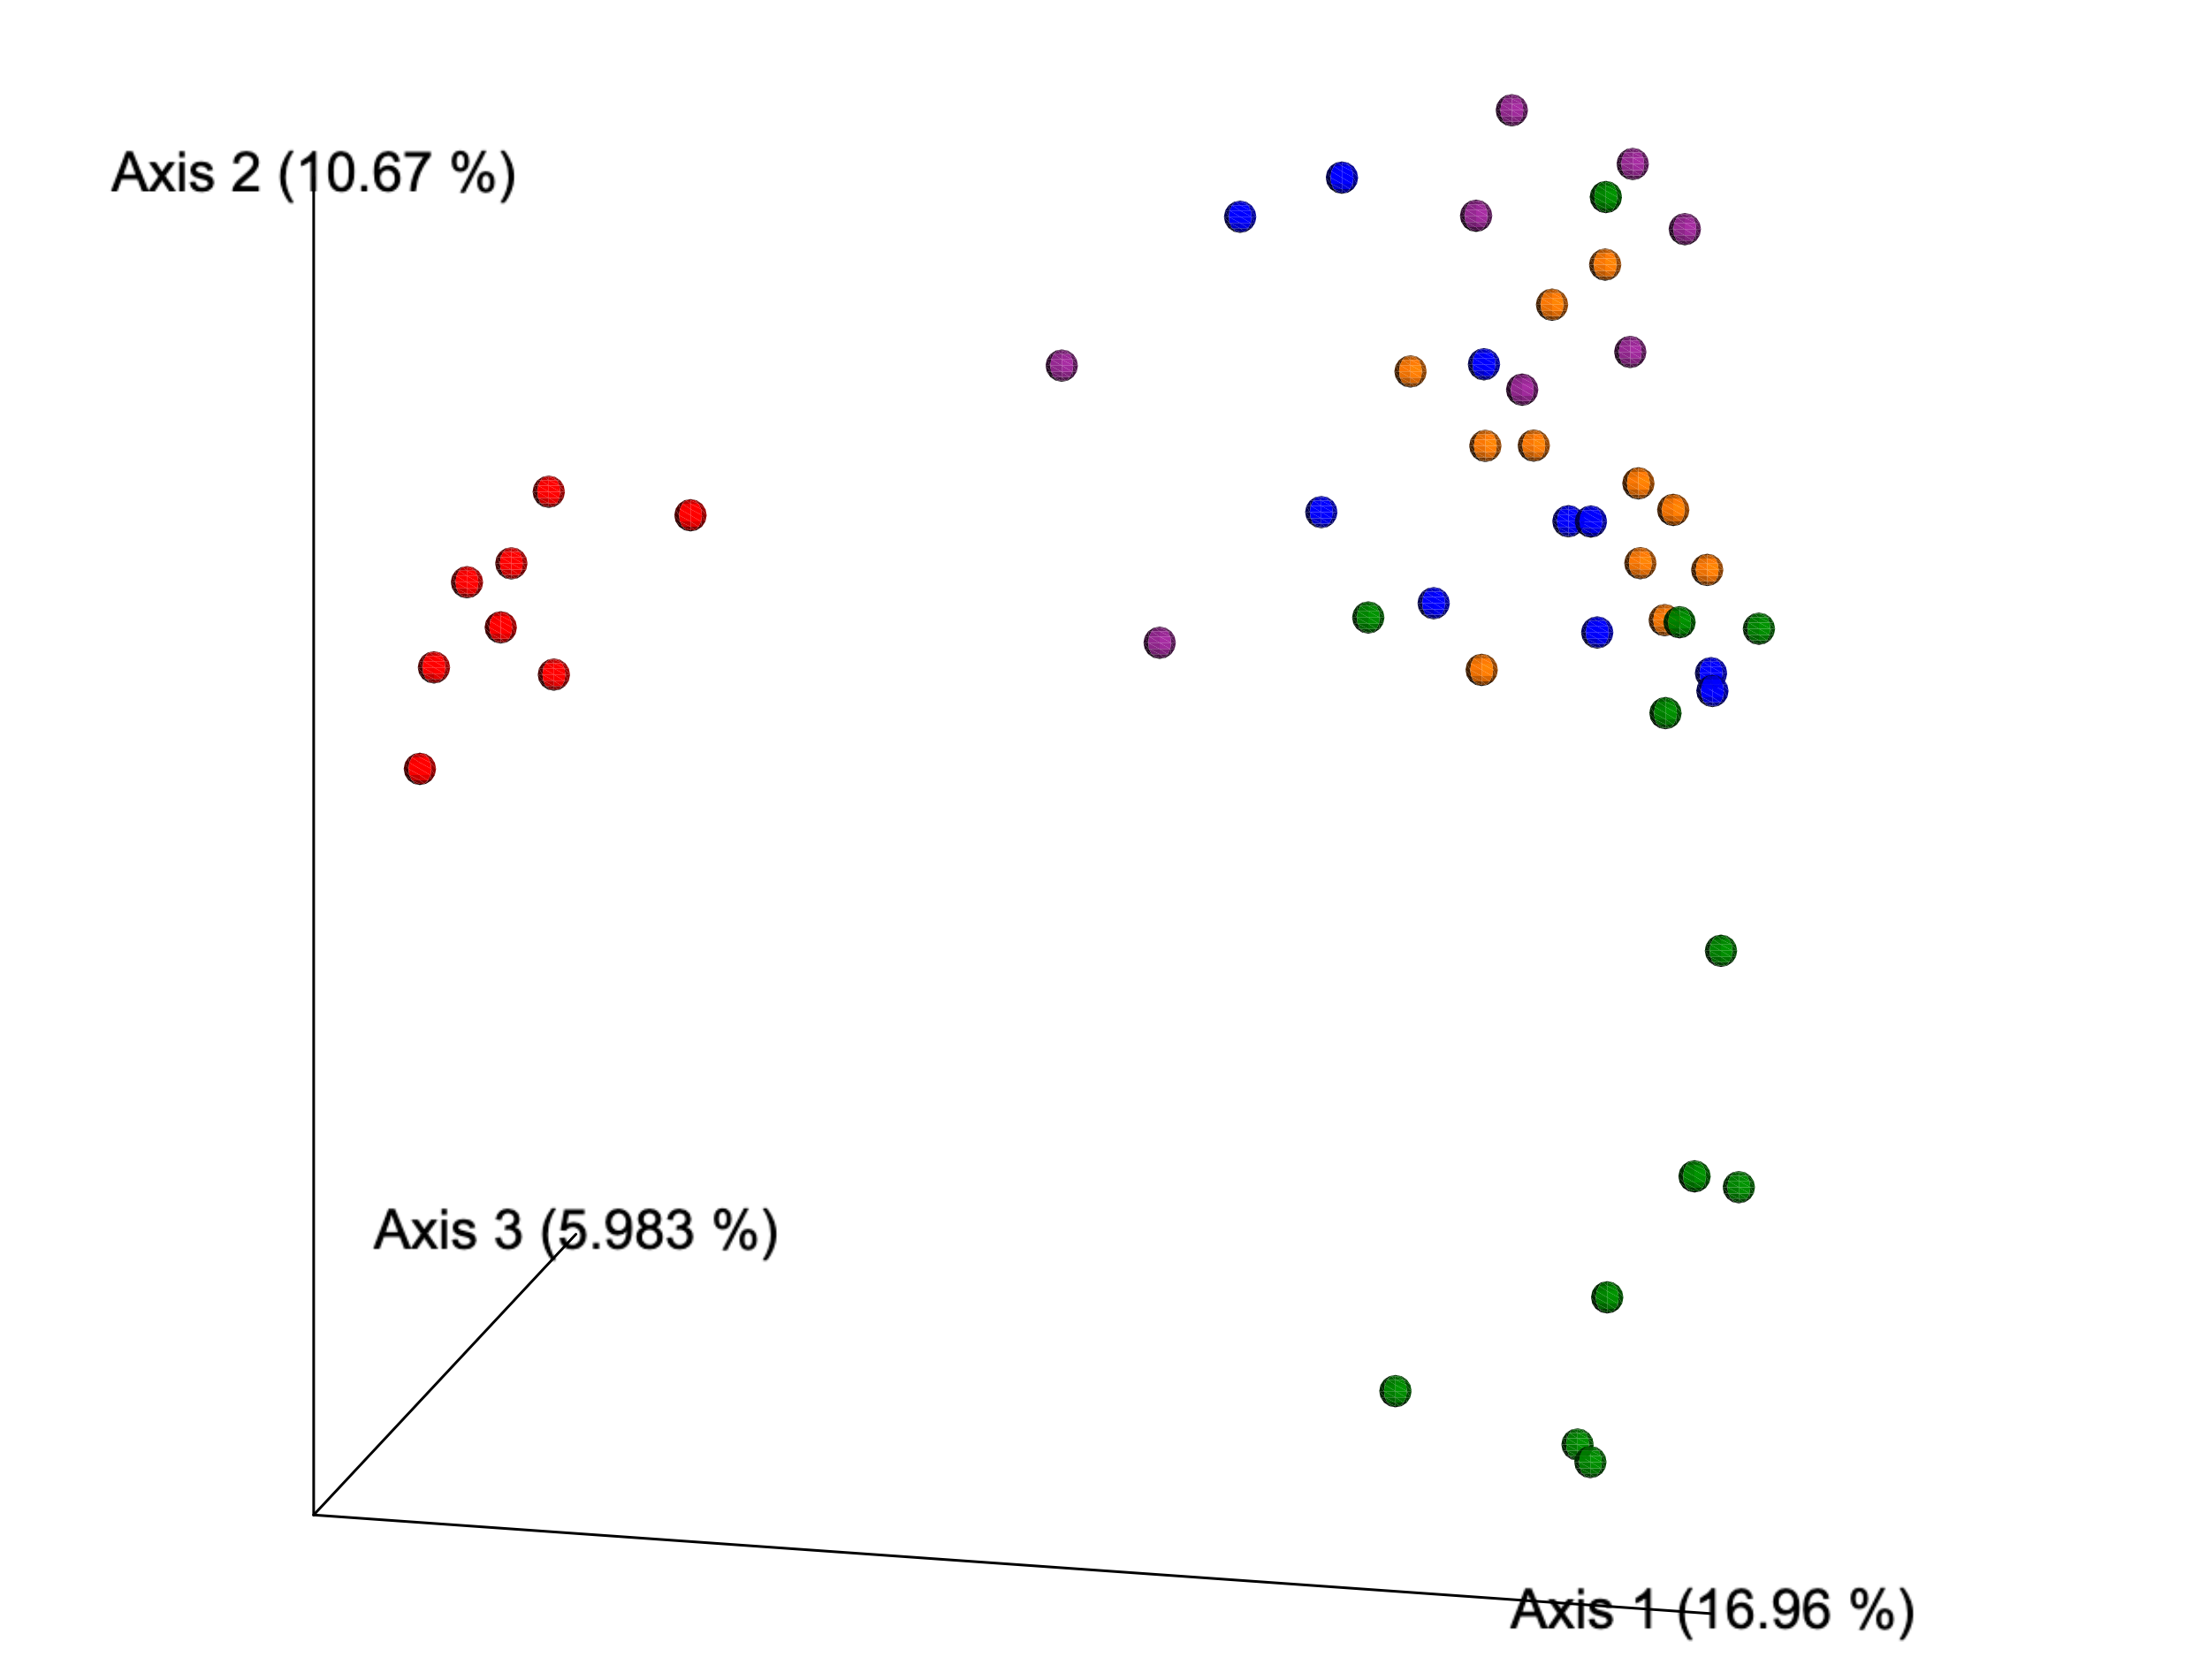 Axis 2 (10.67 %)
Axis 3 (5.983 %)
Axis 1 (16.96 %)